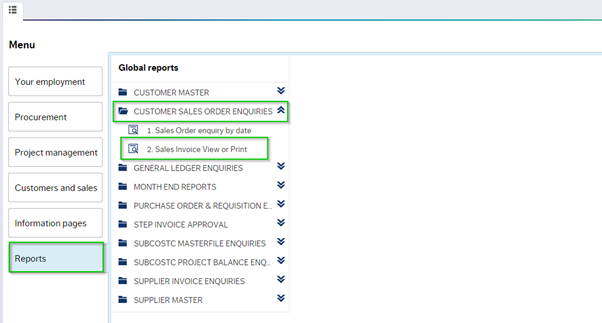 Menu
Your employment
Procurement
Project management
Customers and sales
Information pages
Reports
Global reports
CUSTOMER MASTER
CUSTOMER SALES ORDER ENQUIRIES
1. Sales Order enquiry by date
2. Sales Invoice View or Print
GENERAL LEDGER ENQUIRIES
MONTH END REPORTS
PURCHASE ORDER & REQUISITION E...
STEP INVOICE APPROVAL
SUBCOSTC MASTERFILE ENQUIRIES
SUBCOSTC PROJECT BALANCE ENQ...
SUPPLIER INVOICE ENQUIRIES
SUPPLIER MASTER